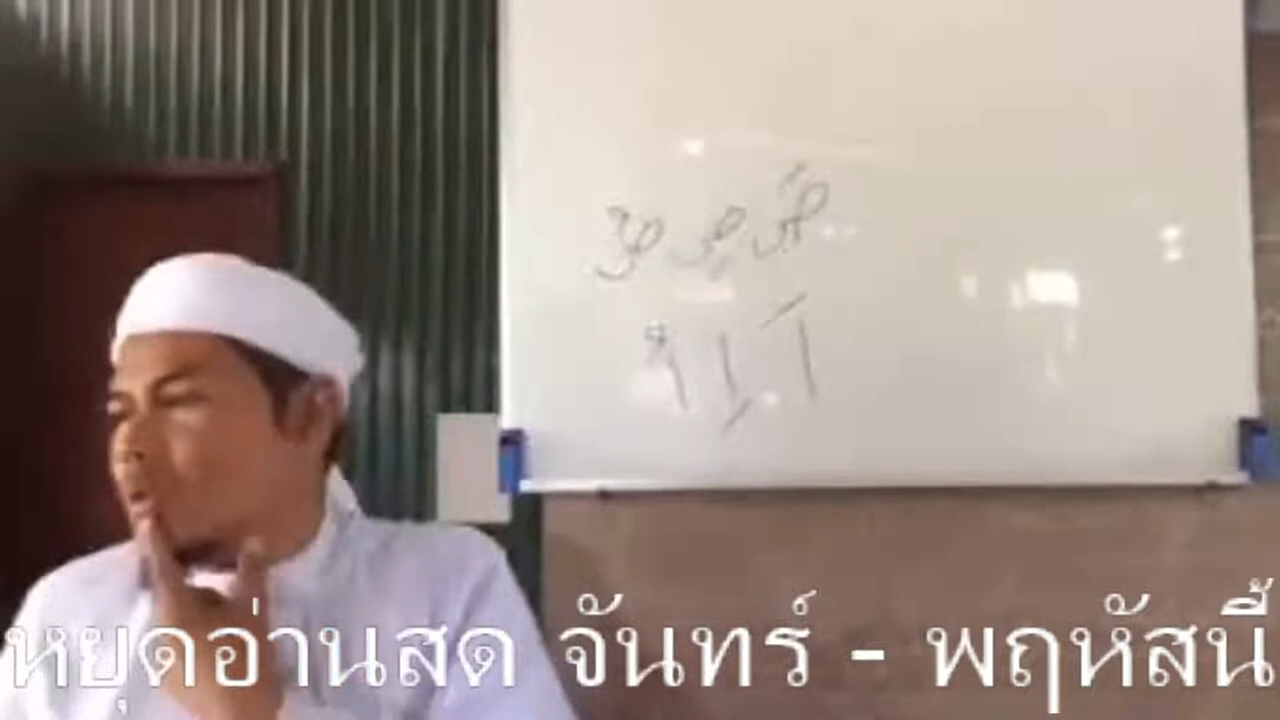 اَ اِ اُ
หยุดอ่านสด จันทร์ - พฤหัสนี้